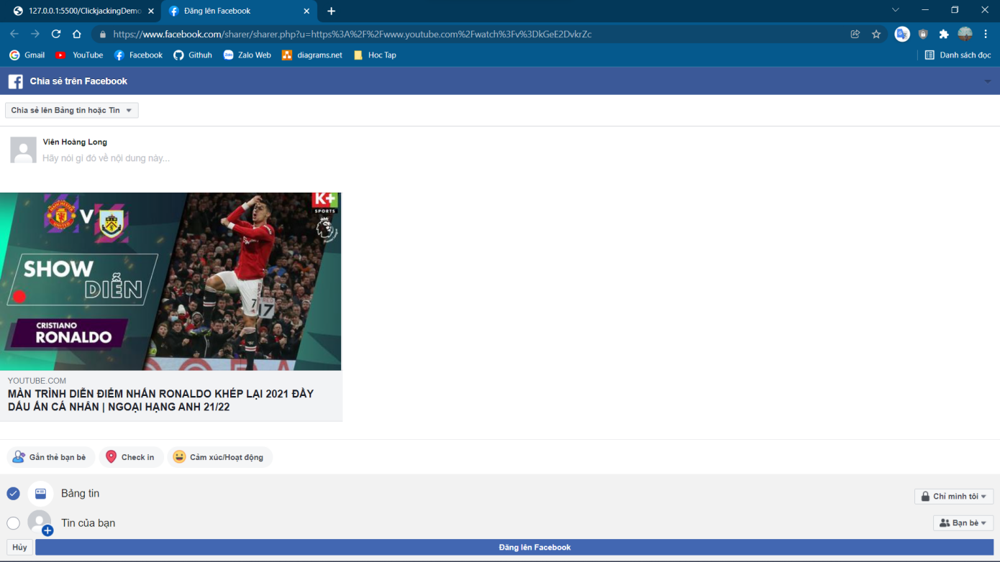 127.0.0.1:5500/ClickjackingDemo
Đăng lên Facebook
https://www.facebook.com/sharer/sharer.php?u=https%3A%2F%2Fwww.youtube.com%2Fwatch%3Fv%3DkGeE2DvkrZc
Gmail
YouTube
Facebook
Githuh
Zalo Web
diagrams.net
Hoc Tap
Danh sách đọc
Chia sẻ trên Facebook
Chia sẻ lên Bảng tin hoặc Tin
Viên Hoàng Long
Hãy nói gì đó về nội dung này...
K+
SPORTS
V
SHOW
DIỄN
CRISTIANO
RONALDO
7
17
YOUTUBE.COM
MÀN TRÌNH DIỄN ĐIỂM NHẤN RONALDO KHÉP LẠI 2021 ĐẦY
DẤU ẤN CÁ NHÂN | NGOẠI HẠNG ANH 21/22
Gắn thẻ bạn bè
Check in
Cảm xúc/Hoạt động
Bảng tin
Chỉ mình tôi
Tin của bạn
Bạn bè
Hủy
Đăng lên Facebook